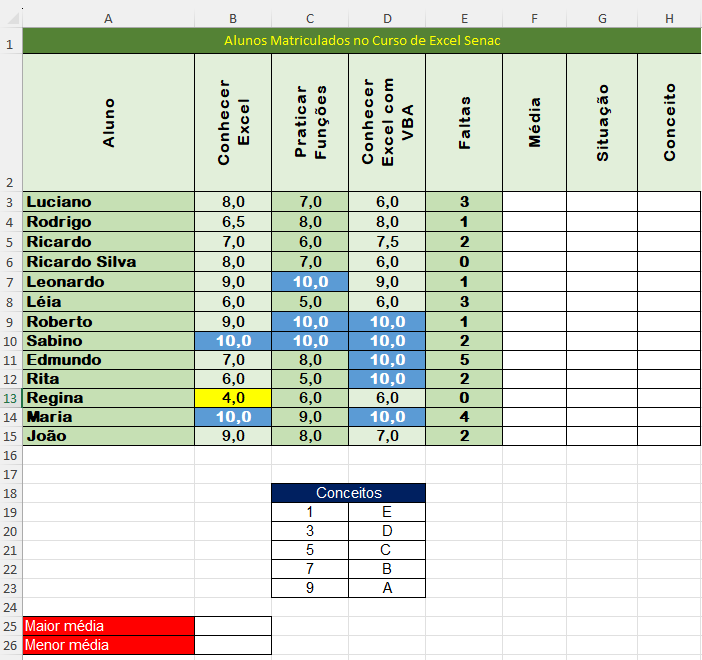 A B C D E F G H
1 Alunos Matriculados no Curso de Excel Senac
2 Aluno Conhecer Excel Praticar Funções Conhecer Excel com VBA Faltas Média Situação Conceito
3 Luciano 8,0 7,0 6,0 3
4 Rodrigo 6,5 8,0 8,0 1
5 Ricardo 7,0 6,0 7,5 2
6 Ricardo Silva 8,0 7,0 6,0 0
7 Leonardo 9,0 10,0 9,0 1
8 Léia 6,0 5,0 6,0 3
9 Roberto 9,0 10,0 10,0 1
10 Sabino 10,0 10,0 10,0 2
11 Edmundo 7,0 8,0 10,0 5
12 Rita 6,0 5,0 10,0 2
13 Regina 4,0 6,0 6,0 0
14 Maria 10,0 9,0 10,0 4
15 João 9,0 8,0 7,0 2
16
17
18 Conceitos
19 1 E
20 3 D
21 5 C
22 7 B
23 9 A
24
25 Maior média
26 Menor média